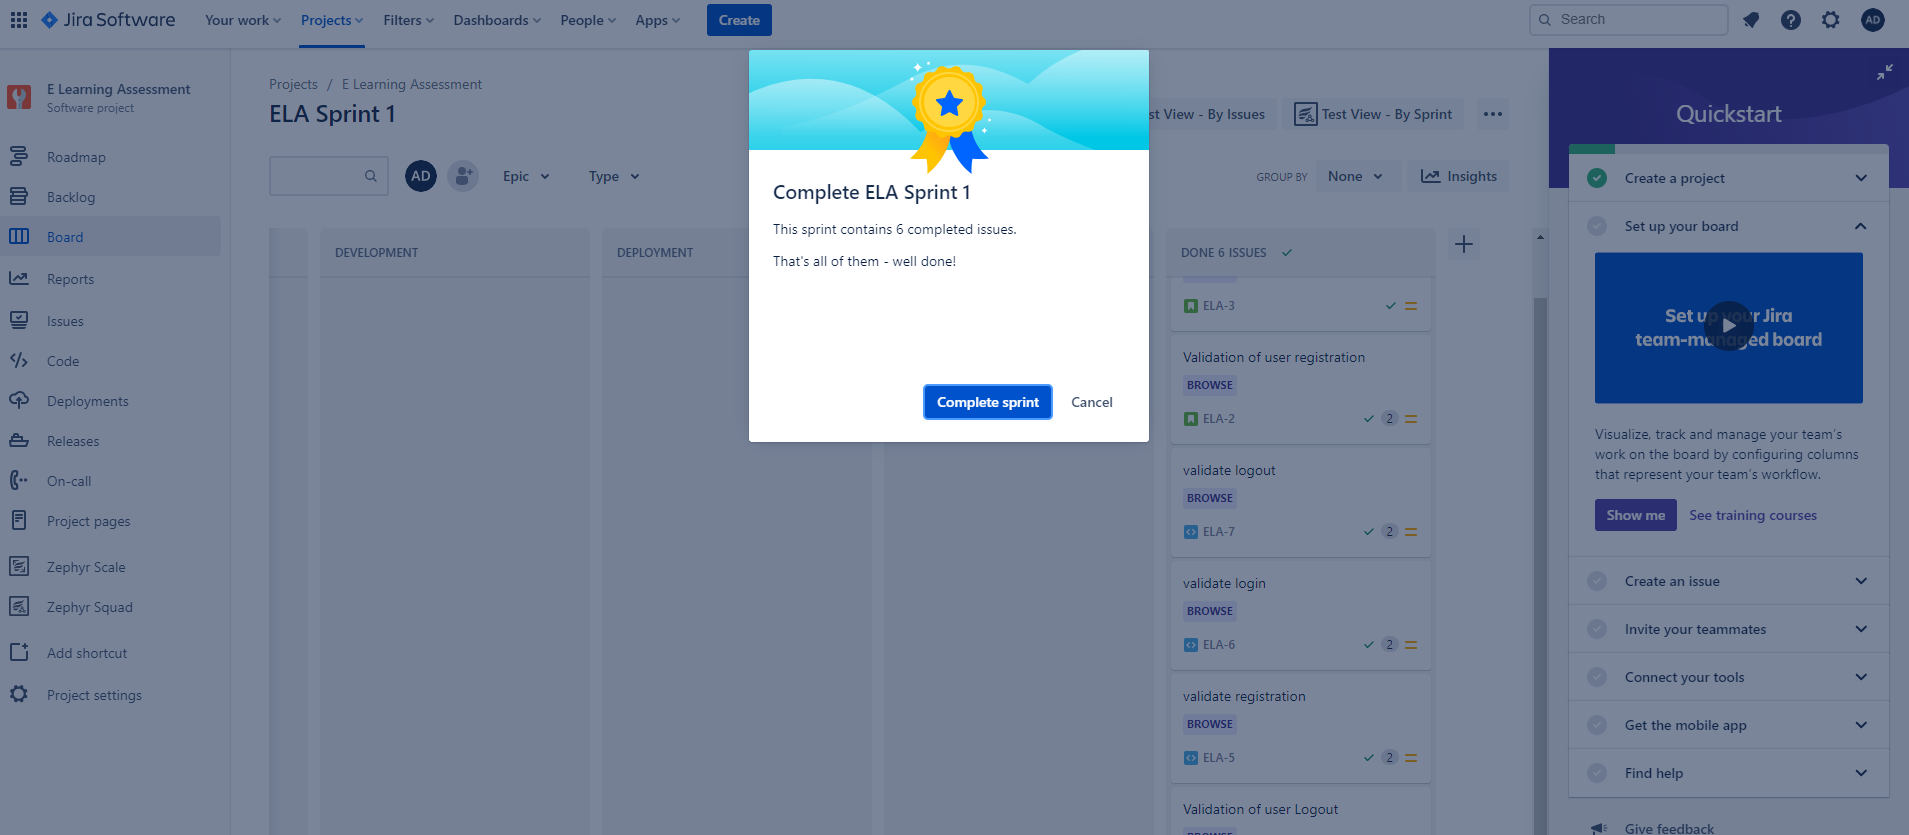 Jira Software
Your work
Projects
Filters
Dashboards
People
Apps
Create
Search
AD
E Learning Assessment
Software project
Roadmap
Backlog
Board
Reports
Issues
Code
Deployments
Releases
On-call
Project pages
Zephyr Scale
Zephyr Squad
Add shortcut
Project settings
Projects / E Learning Assessment
ELA Sprint 1
st View - By Issues
Test View - By Sprint
AD
Epic
Type
GROUP BY
None
Insights
DEVELOPMENT
DEPLOYMENT
DONE 6 ISSUES
ELA-3
Validation of user registration
BROWSE
ELA-2
2
validate logout
BROWSE
ELA-7
2
validate login
BROWSE
ELA-6
2
validate registration
BROWSE
ELA-5
2
Validation of user Logout
BROWSE
Complete ELA Sprint 1
This sprint contains 6 completed issues.
That's all of them - well done!
Complete sprint
Cancel
Quickstart
Create a project
Set up your board
Set up your Jira
team-managed board
Visualize, track and manage your team's
work on the board by configuring columns
that represent your team's workflow.
Show me
See training courses
Create an issue
Invite your teammates
Connect your tools
Get the mobile app
Find help
Give feedback